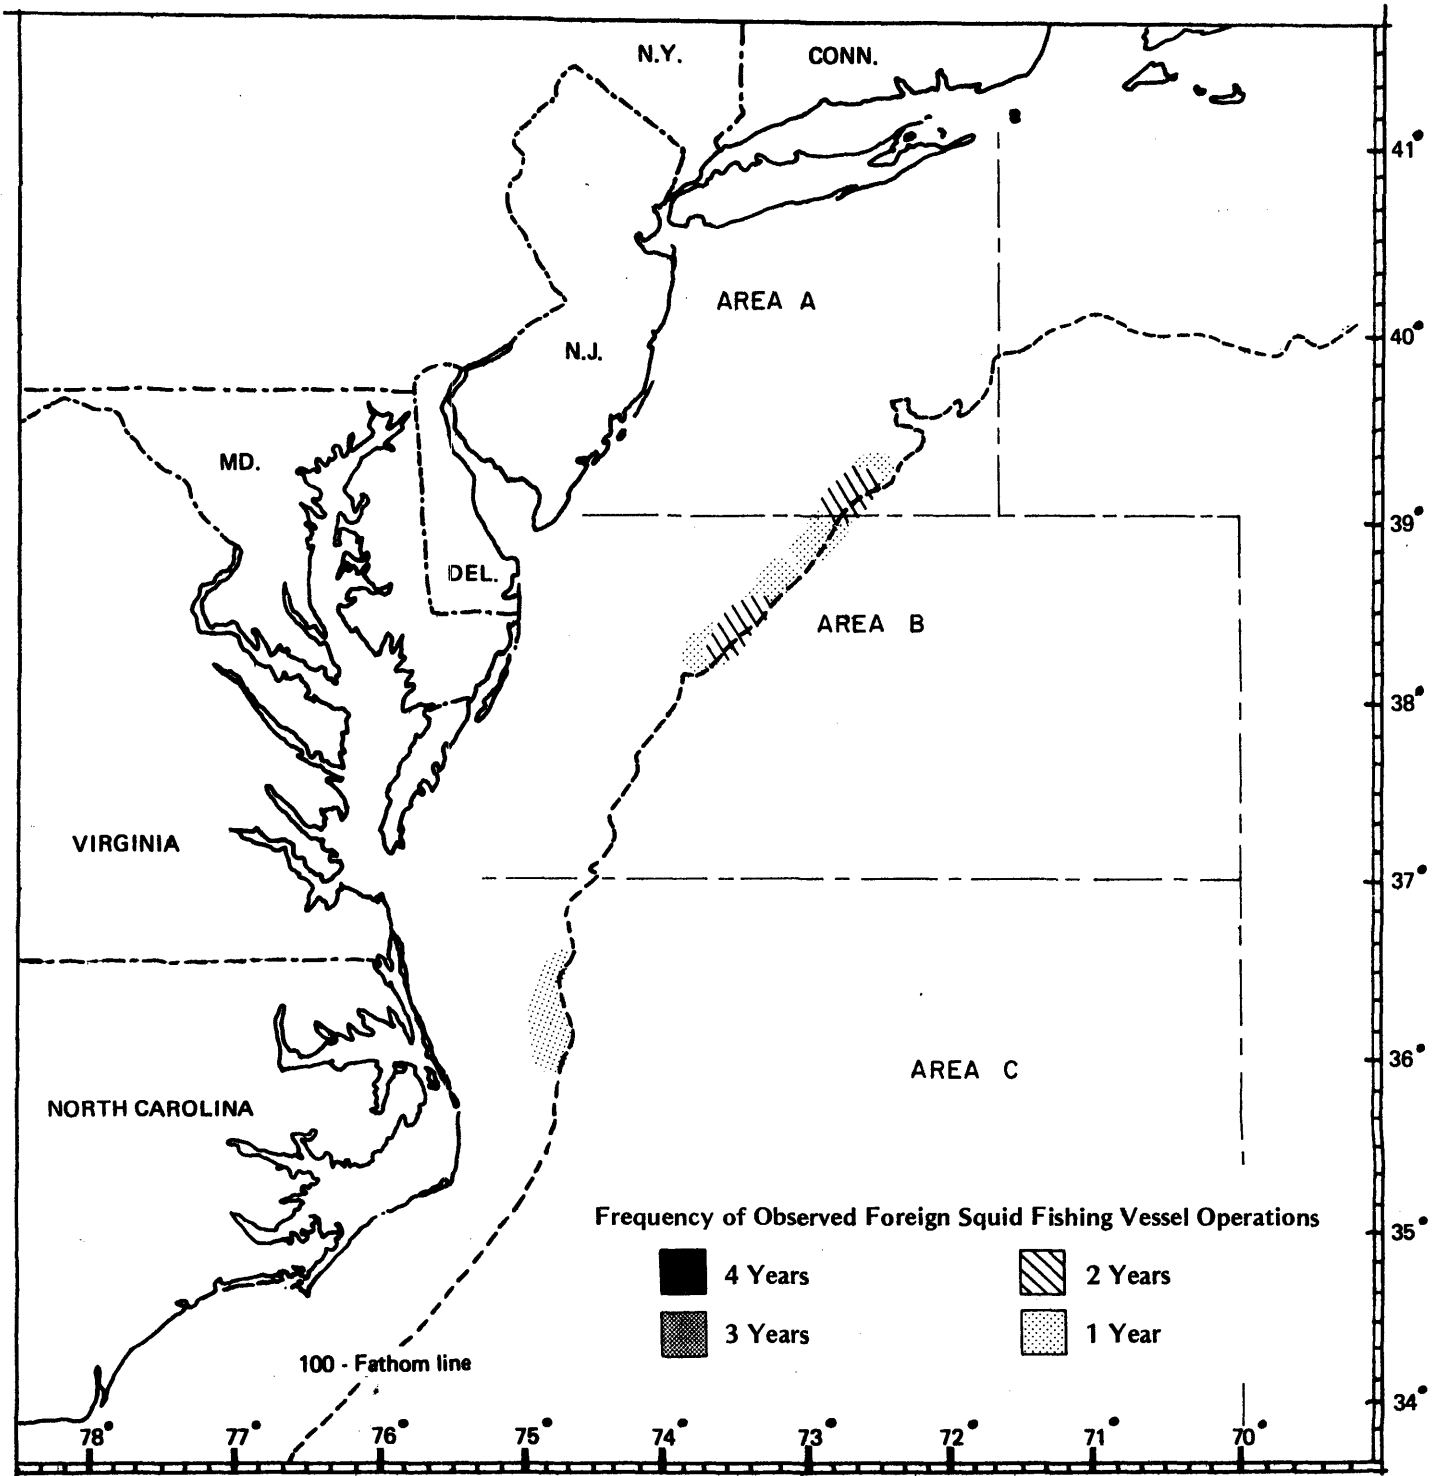 N.Y.
CONN.
41°
AREA A
40°
N.J.
MD.
39°
DEL.
AREA B
38°
VIRGINIA
37°
36°
AREA C
NORTH CAROLINA
35°
Frequency of Observed Foreign Squid Fishing Vessel Operations
4 Years
2 Years
3 Years
1 Year
100 - Fathom line
34°
78° 77° 76° 75° 74° 73° 72° 71° 70°